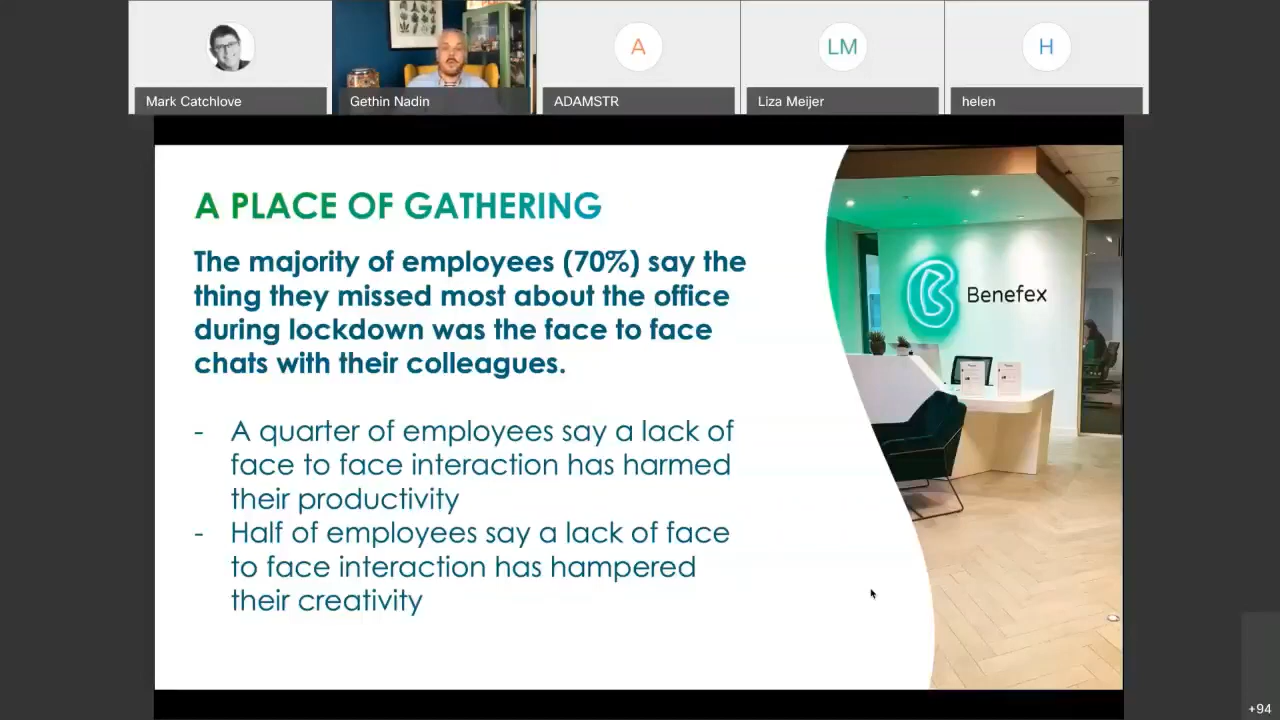 Mark Catchlove
Gethin Nadin
A
ADAMSTR
LM
Liza Meijer
H
helen
A PLACE OF GATHERING
The majority of employees (70%) say the
thing they missed most about the office
during lockdown was the face to face
chats with their colleagues.
- A quarter of employees say a lack of
face to face interaction has harmed
their productivity
- Half of employees say a lack of face
to face interaction has hampered
their creativity
Benefex
+94